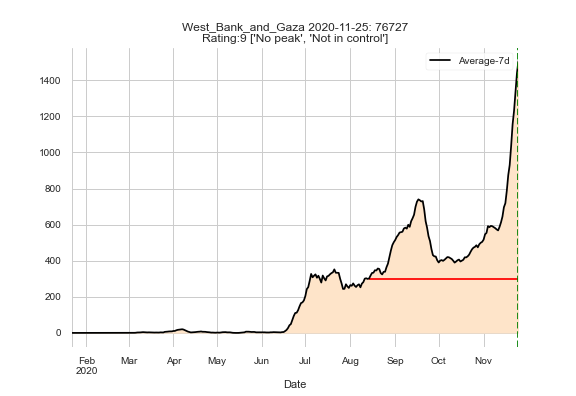 West_Bank_and_Gaza 2020-11-25: 76727
Rating:9 ['No peak', 'Not in control']
Average-7d
1400
1200
1000
800
600
400
200
0
Feb Mar Apr May Jun Jul Aug Sep Oct Nov
2020
Date